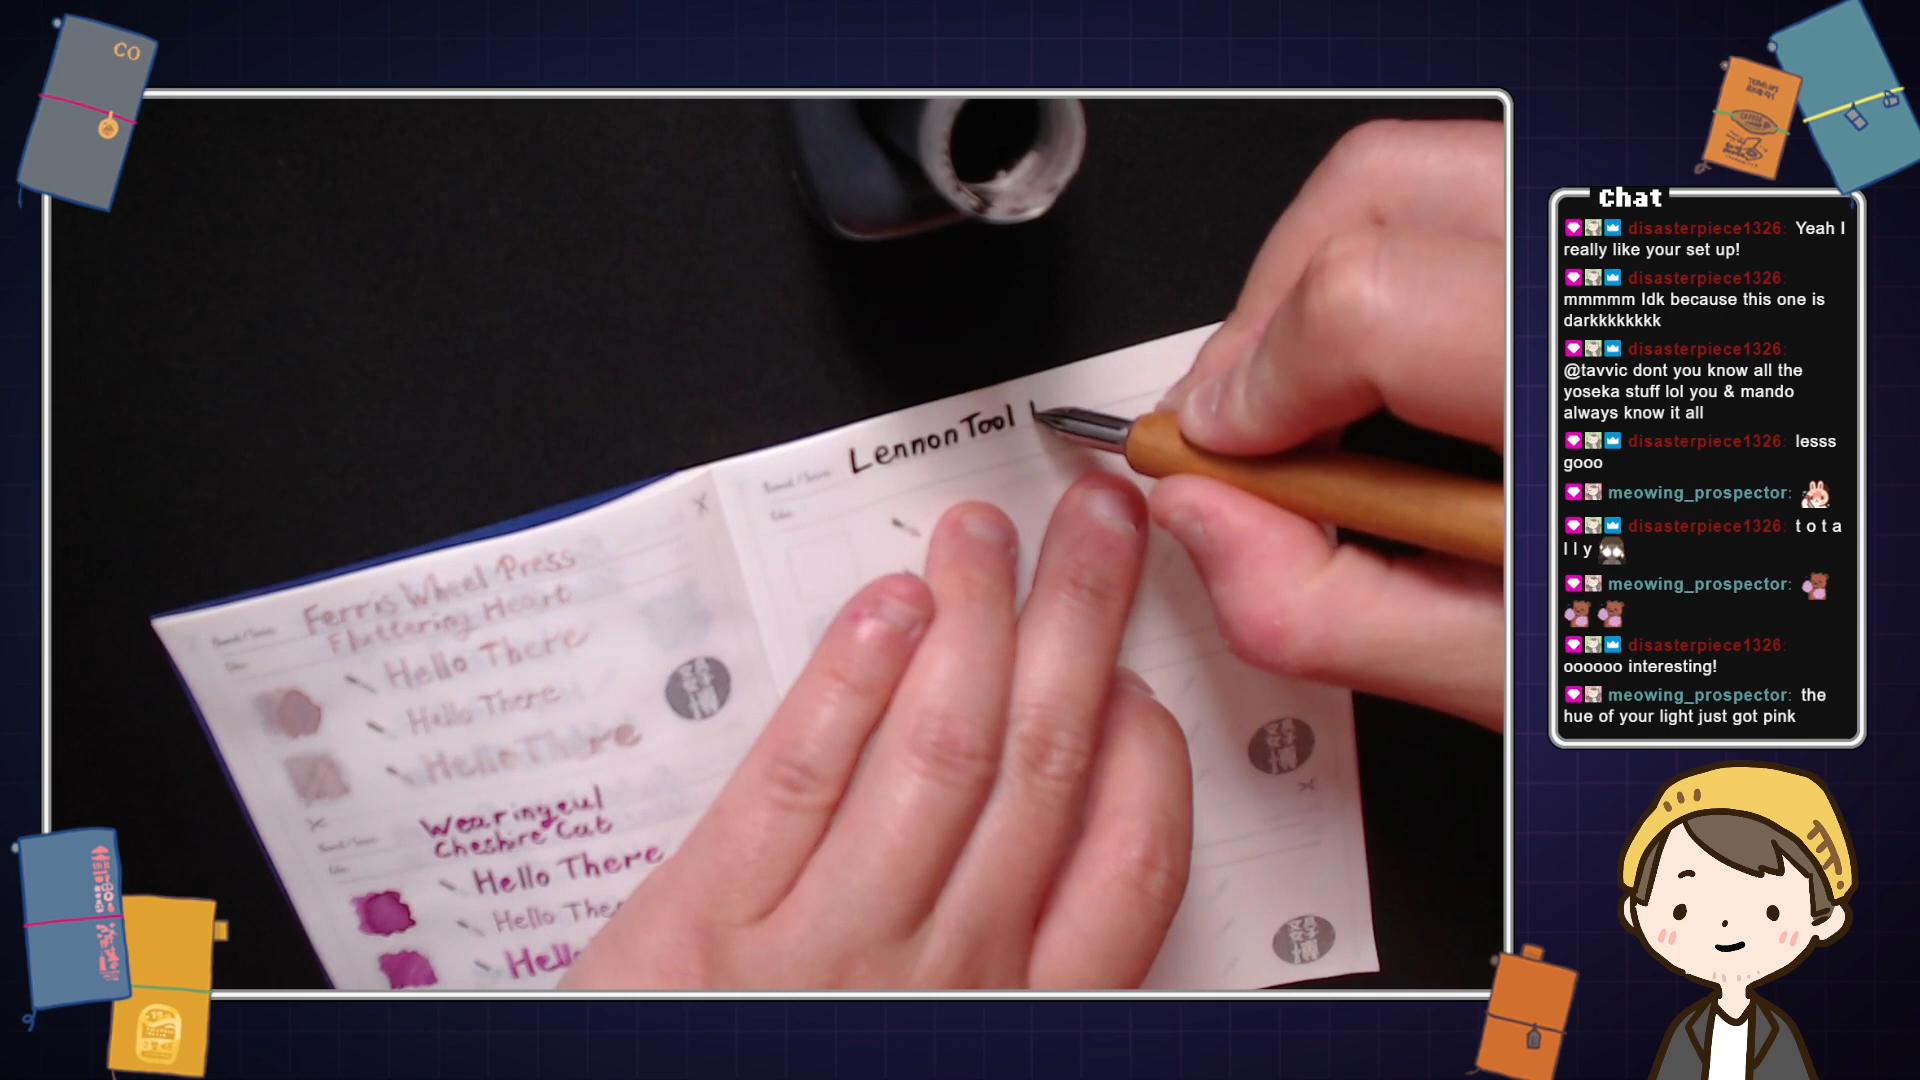 CO
chat
disasterpiece1326: Yeah I
really like your set up!
disasterpiece1326:
mmmmm Idk because this one is
darkkkkkkkk
disasterpiece1326:
@tavvic dont you know all the
yoseka stuff lol you & mando
always know it all
disasterpiece1326: lesss
gooo
meowing_prospector:
disasterpiece1326: t o t a
l l y
meowing_prospector:
disasterpiece1326:
oooooo interesting!
meowing_prospector: the
hue of your light just got pink
Lennon Tool
Ferris Wheel Press
Fluttering Heart
Hello There
Hello There
Hello There
Wearingeul
Cheshire Cat
Hello There
Hello The
Hell